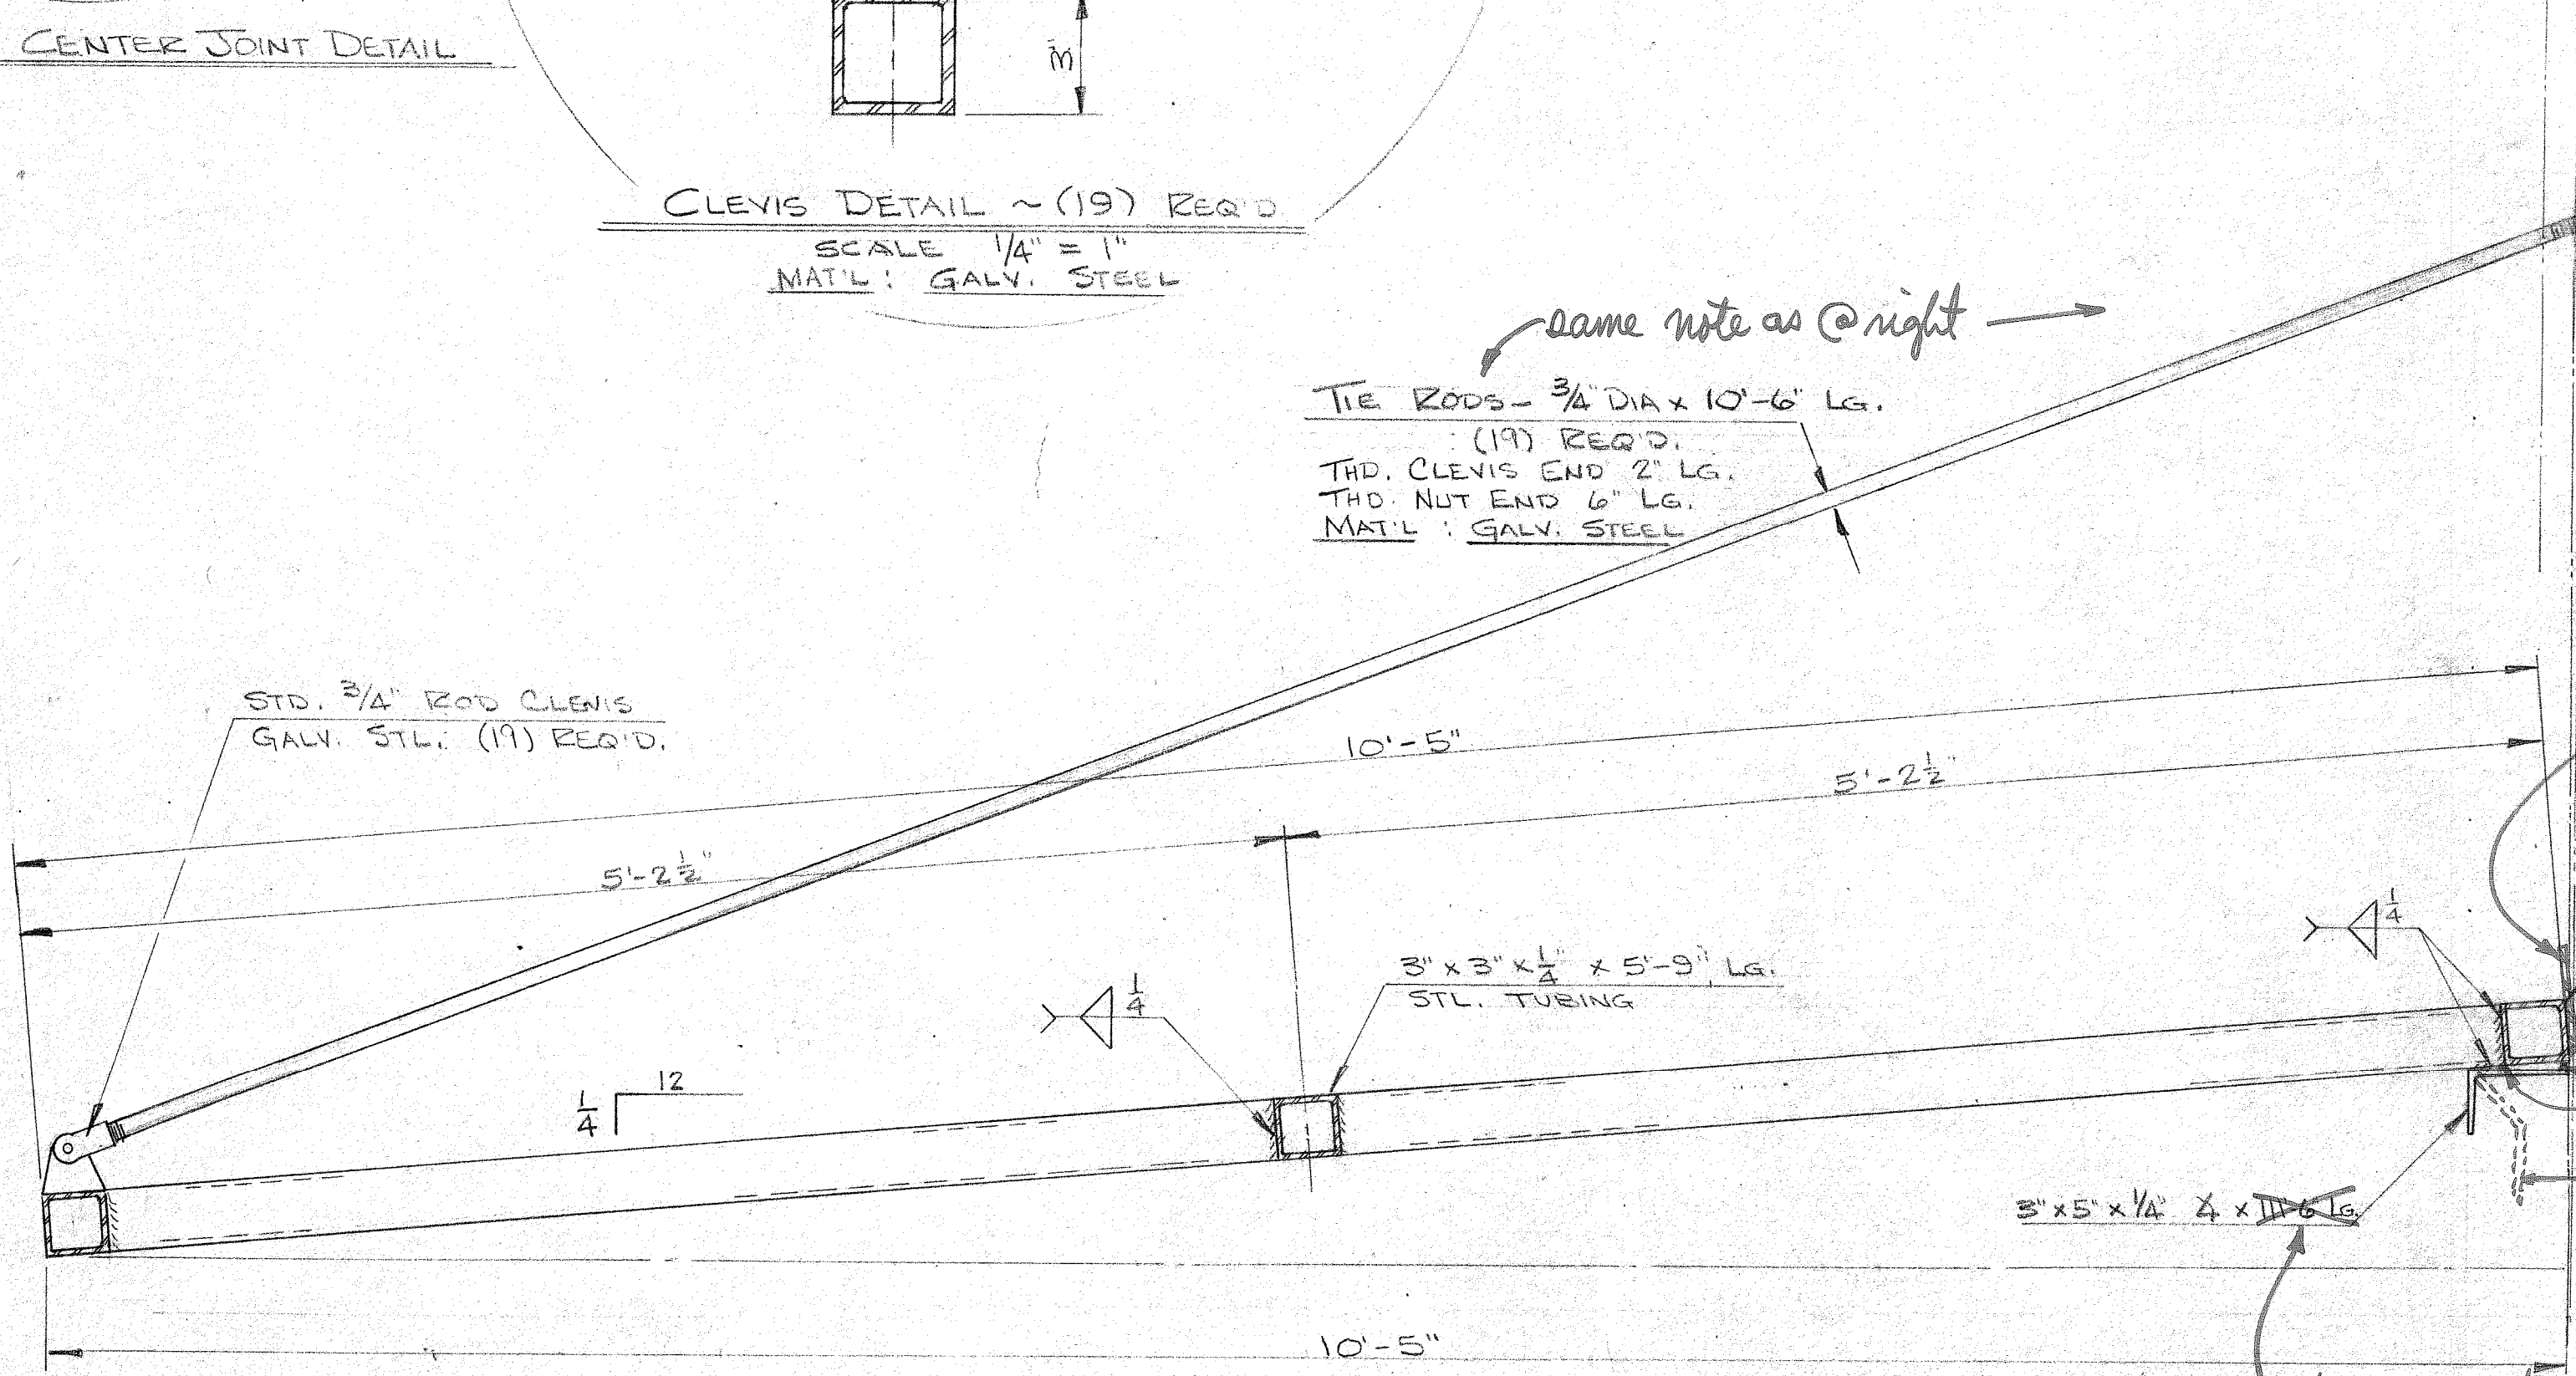 CENTER JOINT DETAIL
3"
CLEVIS DETAIL ~ (19) REQ'D
SCALE 1/4" = 1"
MAT'L : GALV. STEEL
same note as @ right
TIE RODS - 3/4" DIA x 10'-6" LG.
(19) REQ'D.
THD. CLEVIS END 2" LG.
THD. NUT END 6" LG.
MAT'L : GALV. STEEL
STD. 3/4" ROD CLEVIS
GALV. STL. (19) REQ'D.
10'-5"
5'-2 1/2"
5'-2 1/2"
1/4
3" x 3" x 1/4" x 5'-9" LG.
STL. TUBING
1/4
12
1/4
3" x 5" x 1/4" ∠ x
10'-5"